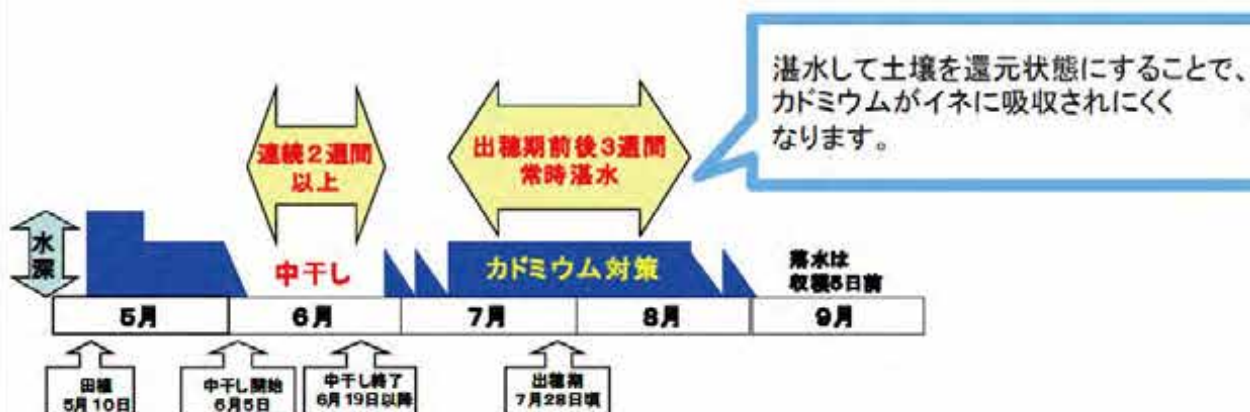 湛水して土壌を還元状態にすることで、
カドミウムがイネに吸収されにくく
なります。
連続2週間
以上
出穂期前後3週間
常時湛水
水深
中干し
カドミウム対策
落水は
収穫5日前
5月
6月
7月
8月
9月
田植
5月10日
中干し開始
6月5日
中干し終了
6月19日以降
出穂期
7月28日頃